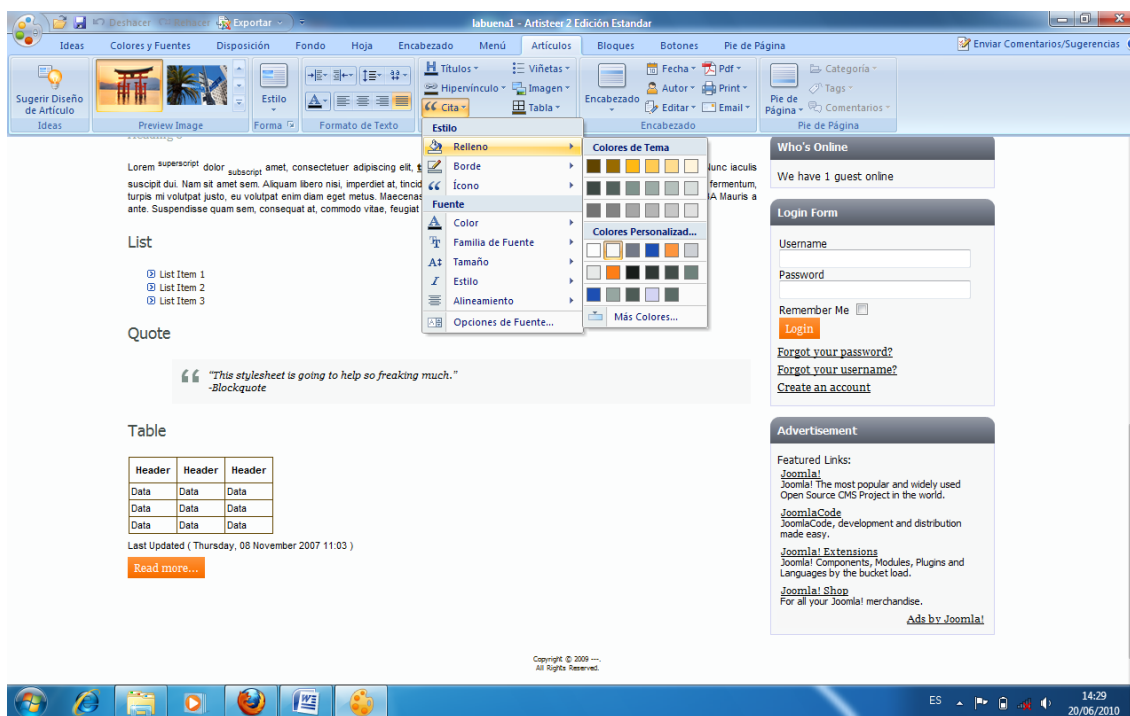 Deshacer Rehacer Exportar labuena1 - Artisteer 2 Edición Estandar
Ideas Colores y Fuentes Disposición Fondo Hoja Encabezado Menú Artículos Bloques Botones Pie de Página Enviar Comentarios/Sugerencias
Sugerir Diseño de Artículo
Ideas
Preview Image
Estilo
Forma
Formato de Texto
Títulos Viñetas
Hipervínculo Imagen
Cita Tabla
Encabezado
Fecha Pdf
Autor Print
Editar Email
Encabezado
Pie de Página
Categoría
Tags
Comentarios
Pie de Página
Estilo
Relleno
Borde
Ícono
Fuente
Color
Familia de Fuente
Tamaño
Estilo
Alineamiento
Opciones de Fuente...
Colores de Tema
Colores Personalizad...
Más Colores...
Lorem superscript dolor subscript amet, consectetuer adipiscing elit, Nunc iaculis
suscipit dui. Nam sit amet sem. Aliquam libero nisi, imperdiet at, tincid fermentum,
turpis mi volutpat justo, eu volutpat enim diam eget metus. Maecenas A Mauris a
ante. Suspendisse quam sem, consequat at, commodo vitae, feugiat
List
List Item 1
List Item 2
List Item 3
Quote
"This stylesheet is going to help so freaking much."
-Blockquote
Table
Header Header Header
Data Data Data
Data Data Data
Data Data Data
Last Updated ( Thursday, 08 November 2007 11:03 )
Read more...
Who's Online
We have 1 guest online
Login Form
Username
Password
Remember Me
Login
Forgot your password?
Forgot your username?
Create an account
Advertisement
Featured Links:
Joomla!
Joomla! The most popular and widely used
Open Source CMS Project in the world.
JoomlaCode
JoomlaCode, development and distribution
made easy.
Joomla! Extensions
Joomla! Components, Modules, Plugins and
Languages by the bucket load.
Joomla! Shop
For all your Joomla! merchandise.
Ads by Joomla!
Copyright © 2009 ---.
All Rights Reserved.
ES 14:29
20/06/2010